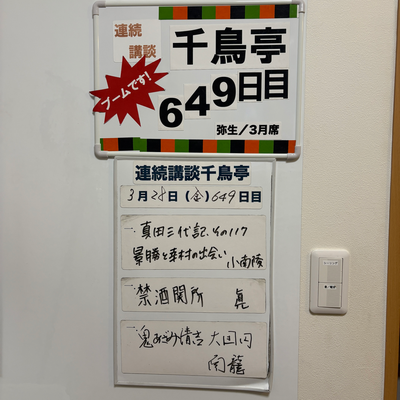 連続
講談
千鳥亭
ブームです!
649日目
弥生/3月席
連続講談千鳥亭
3月28日(金)649日目
一、真田三代記、その117
景勝と幸村の出会い 小南陵
一、禁酒関所
一、鬼あざみ清吉 大団円